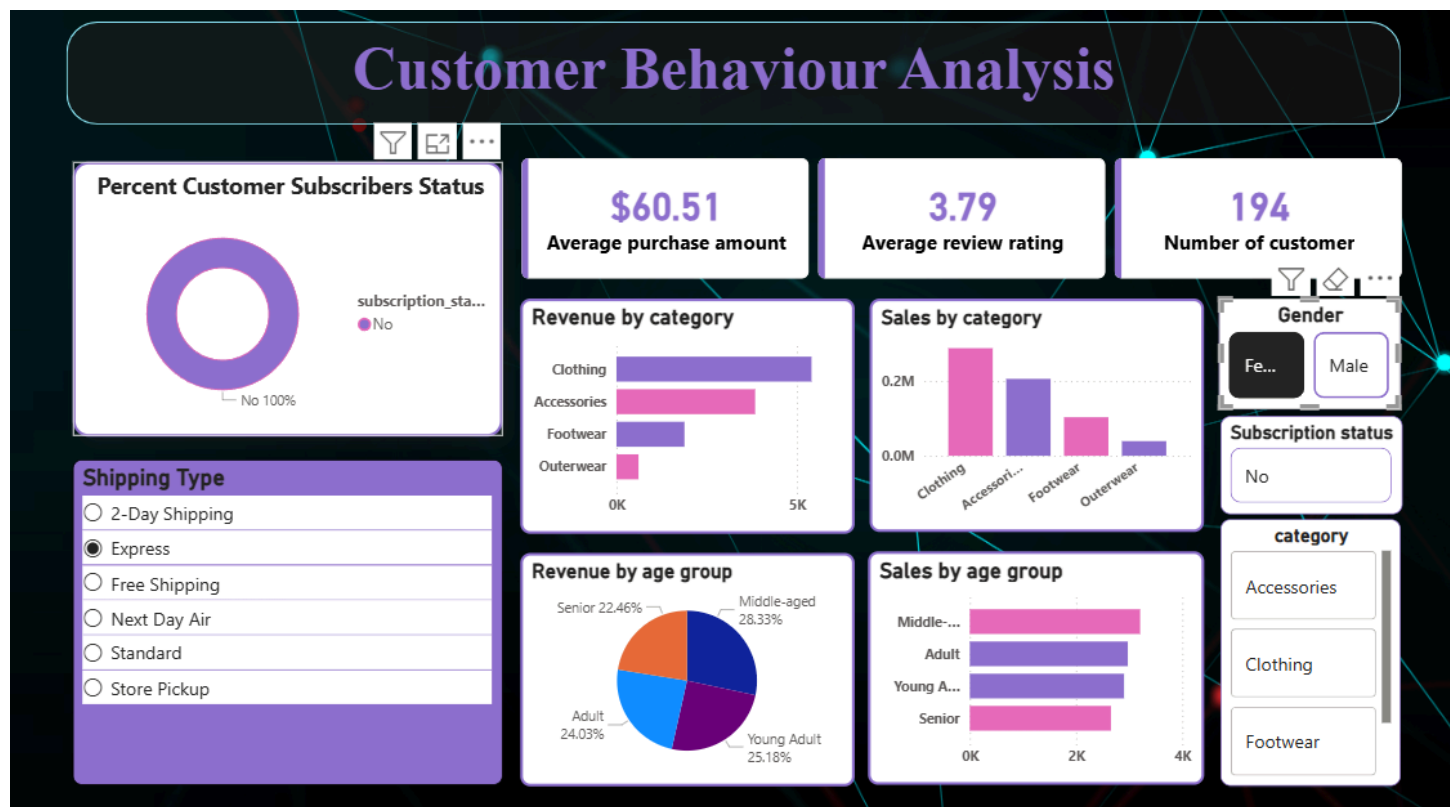 Customer Behaviour Analysis
Percent Customer Subscribers Status
subscription_sta...
No
No 100%
$60.51
Average purchase amount
3.79
Average review rating
194
Number of customer
Revenue by category
Clothing
Accessories
Footwear
Outerwear
0K 5K
Sales by category
0.2M
0.0M
Clothing Accessori... Footwear Outerwear
Gender
Fe... Male
Subscription status
No
Shipping Type
2-Day Shipping
Express
Free Shipping
Next Day Air
Standard
Store Pickup
Revenue by age group
Senior 22.46%
Middle-aged
28.33%
Adult
24.03%
Young Adult
25.18%
Sales by age group
Middle-...
Adult
Young A...
Senior
0K 2K 4K
category
Accessories
Clothing
Footwear